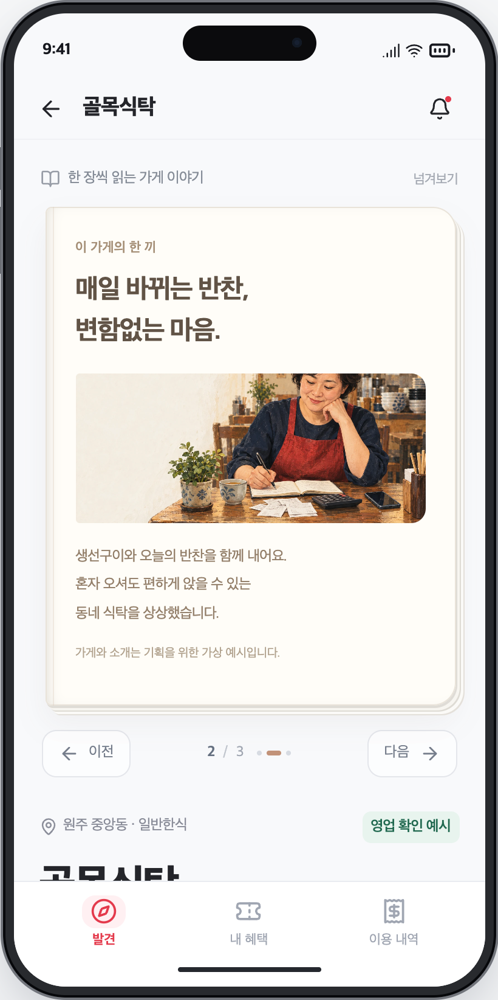 9:41
골목식탁
한 장씩 읽는 가게 이야기
넘겨보기
이 가게의 한 끼
매일 바뀌는 반찬,
변함없는 마음.
생선구이와 오늘의 반찬을 함께 내어요.
혼자 오셔도 편하게 앉을 수 있는
동네 식탁을 상상했습니다.
가게와 소개는 기획을 위한 가상 예시입니다.
이전
2 / 3
다음
원주 중앙동 · 일반한식
영업 확인 예시
골목식탁
발견
내 혜택
이용 내역